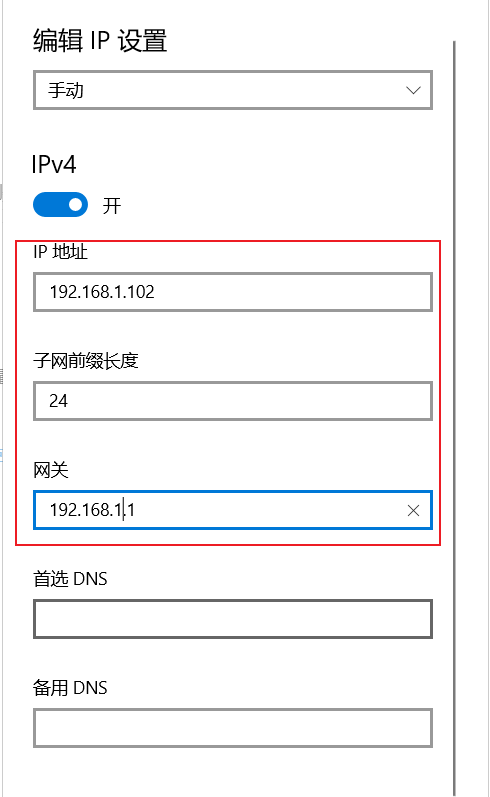 编辑 IP 设置
手动
IPv4
开
IP 地址
192.168.1.102
子网前缀长度
24
网关
192.168.1.1
首选 DNS
备用 DNS